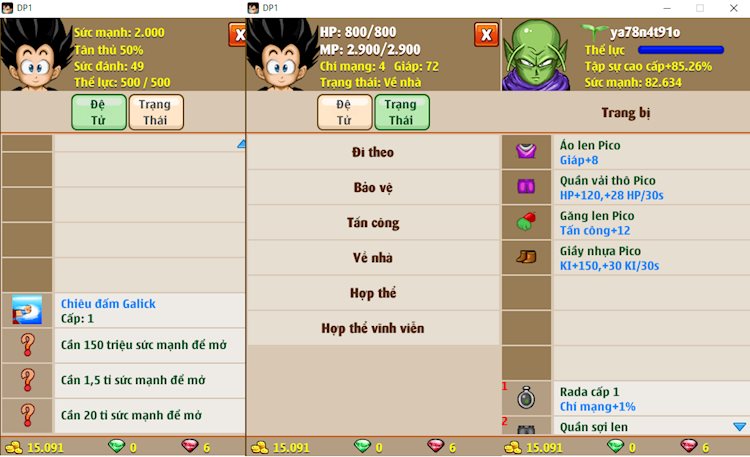 DP1
Sức mạnh: 2.000
Tân thủ 50%
Sức đánh: 49
Thể lực: 500 / 500
X
Đệ
Tử
Trạng
Thái
Chiêu đấm Galick
Cấp: 1
Cần 150 triệu sức mạnh để mở
Cần 1,5 tỉ sức mạnh để mở
Cần 20 tỉ sức mạnh để mở
15.091
0
6
DP1
HP: 800/800
MP: 2.900/2.900
Chí mạng: 4 Giáp: 72
Trạng thái: Về nhà
X
Đệ
Tử
Trạng
Thái
Đi theo
Bảo vệ
Tấn công
Về nhà
Hợp thể
Hợp thể vĩnh viễn
15.091
0
6
ya78n4t91o
Thể lực
Tập sự cao cấp+85.26%
Sức mạnh: 82.634
Trang bị
Áo len Pico
Giáp+8
Quần vải thô Pico
HP+120,+28 HP/30s
Găng len Pico
Tấn công+12
Giầy nhựa Pico
KI+150,+30 KI/30s
1
Rada cấp 1
Chí mạng+1%
2
Quần sợi len
15.091
0
6